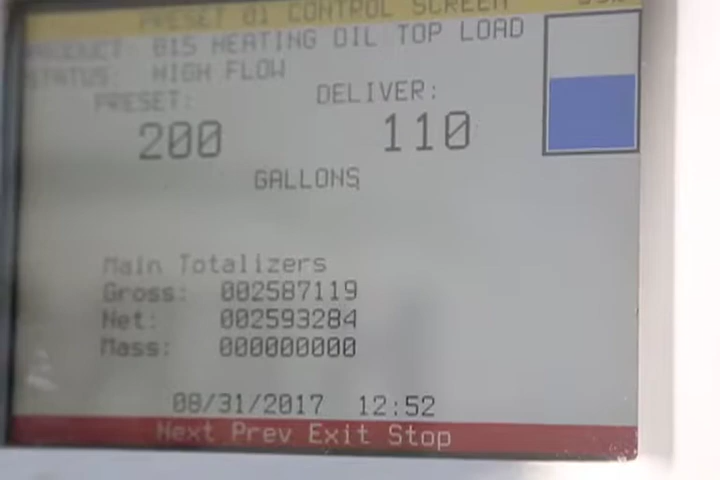 PRESET 01 CONTROL SCREEN
PRODUCT: B15 HEATING OIL TOP LOAD
STATUS: HIGH FLOW
PRESET: DELIVER:
200 110
GALLONS
Main Totalizers
Gross: 002587119
Net: 002593284
Mass: 000000000
08/31/2017 12:52
Next Prev Exit Stop